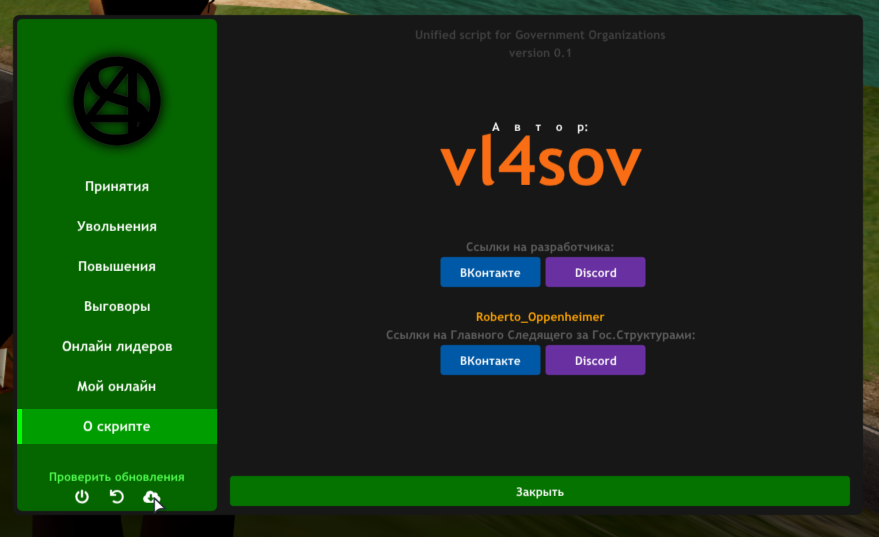 Unified script for Government Organizations
version 0.1
Автор:
vl4sov
Принятия
Увольнения
Повышения
Выговоры
Онлайн лидеров
Мой онлайн
О скрипте
Проверить обновления
Ссылки на разработчика:
ВКонтакте Discord
Roberto_Oppenheimer
Ссылки на Главного Следящего за Гос.Структурами:
ВКонтакте Discord
Закрыть